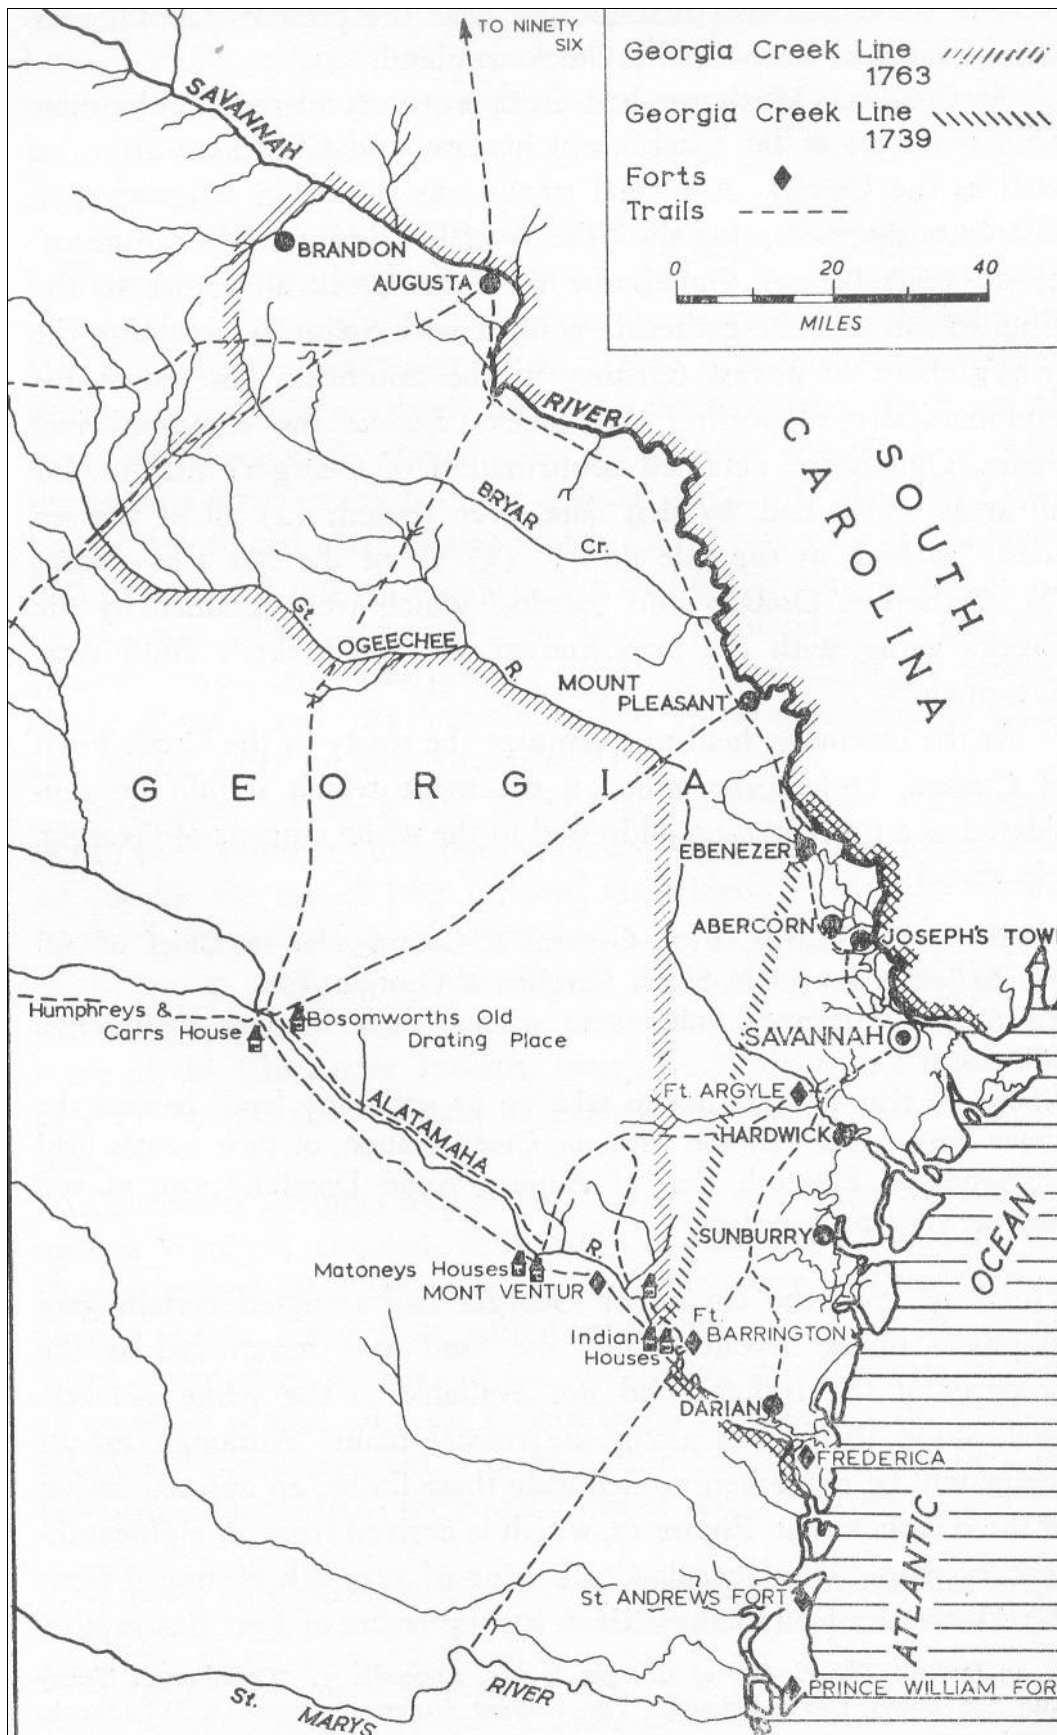 TO NINETY
SIX
Georgia Creek Line
1763
Georgia Creek Line
1739
Forts
Trails
0 20 40
MILES
SAVANNAH
RIVER
BRANDON
AUGUSTA
SOUTH
CAROLINA
BRYAR
Cr.
Gt.
OGEECHEE
R.
MOUNT
PLEASANT
GEORGIA
EBENEZER
ABERCORN
JOSEPH'S TOW
Humphreys &
Carrs House
Bosomworths Old
Drating Place
SAVANNAH
Ft. ARGYLE
HARDWICK
ALATAMAHA
R.
SUNBURRY
OCEAN
Matoneys Houses
MONT VENTUR
Indian
Houses
Ft.
BARRINGTON
DARIAN
FREDERICA
ATLANTIC
St. ANDREWS FORT
PRINCE WILLIAM FOR
St.
MARYS
RIVER